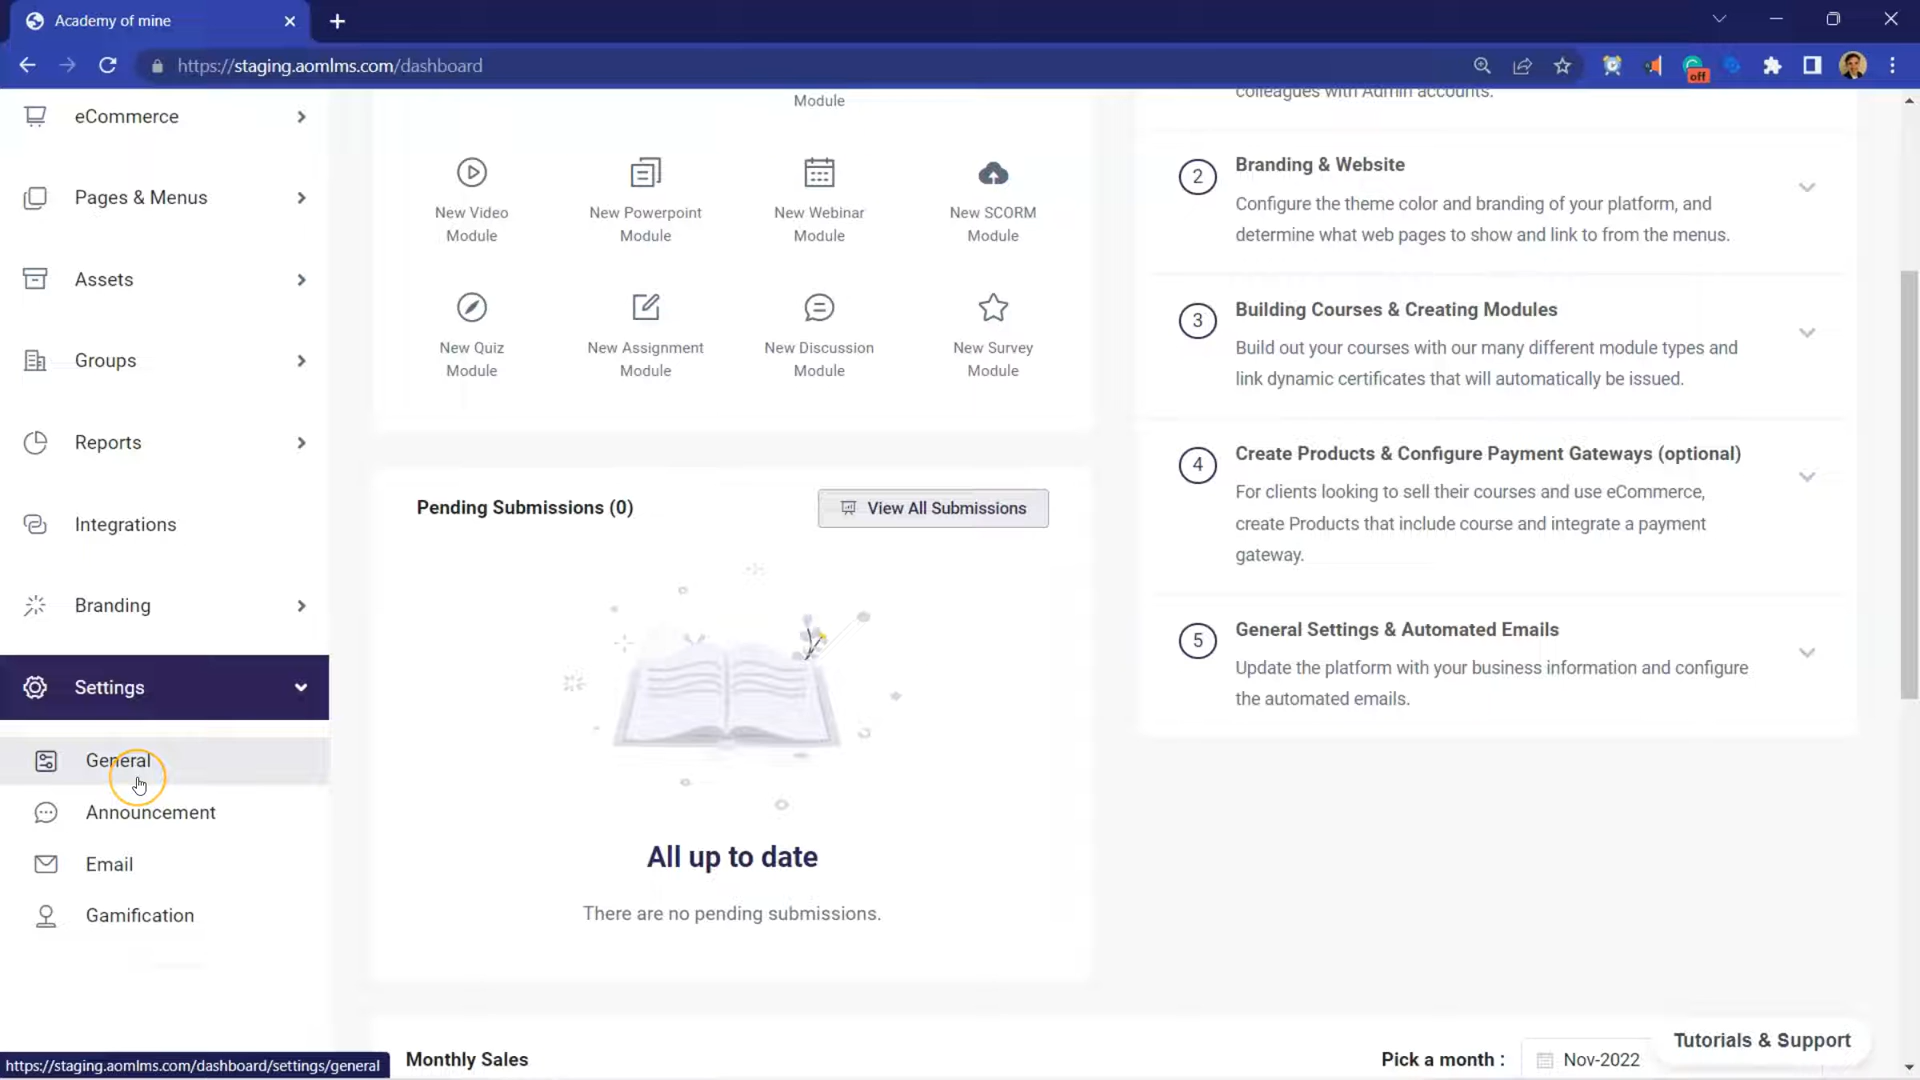 Academy of mine
https://staging.aomlms.com/dashboard
off
eCommerce
Pages & Menus
Assets
Groups
Reports
Integrations
Branding
Settings
General
Announcement
Email
Gamification
https://staging.aomlms.com/dashboard/settings/general
Module
New Video
Module
New Powerpoint
Module
New Webinar
Module
New SCORM
Module
New Quiz
Module
New Assignment
Module
New Discussion
Module
New Survey
Module
Pending Submissions (0)
View All Submissions
All up to date
There are no pending submissions.
Monthly Sales
Pick a month :
Nov-2022
colleagues with Admin accounts.
2
Branding & Website
Configure the theme color and branding of your platform, and
determine what web pages to show and link to from the menus.
3
Building Courses & Creating Modules
Build out your courses with our many different module types and
link dynamic certificates that will automatically be issued.
4
Create Products & Configure Payment Gateways (optional)
For clients looking to sell their courses and use eCommerce,
create Products that include course and integrate a payment
gateway.
5
General Settings & Automated Emails
Update the platform with your business information and configure
the automated emails.
Tutorials & Support